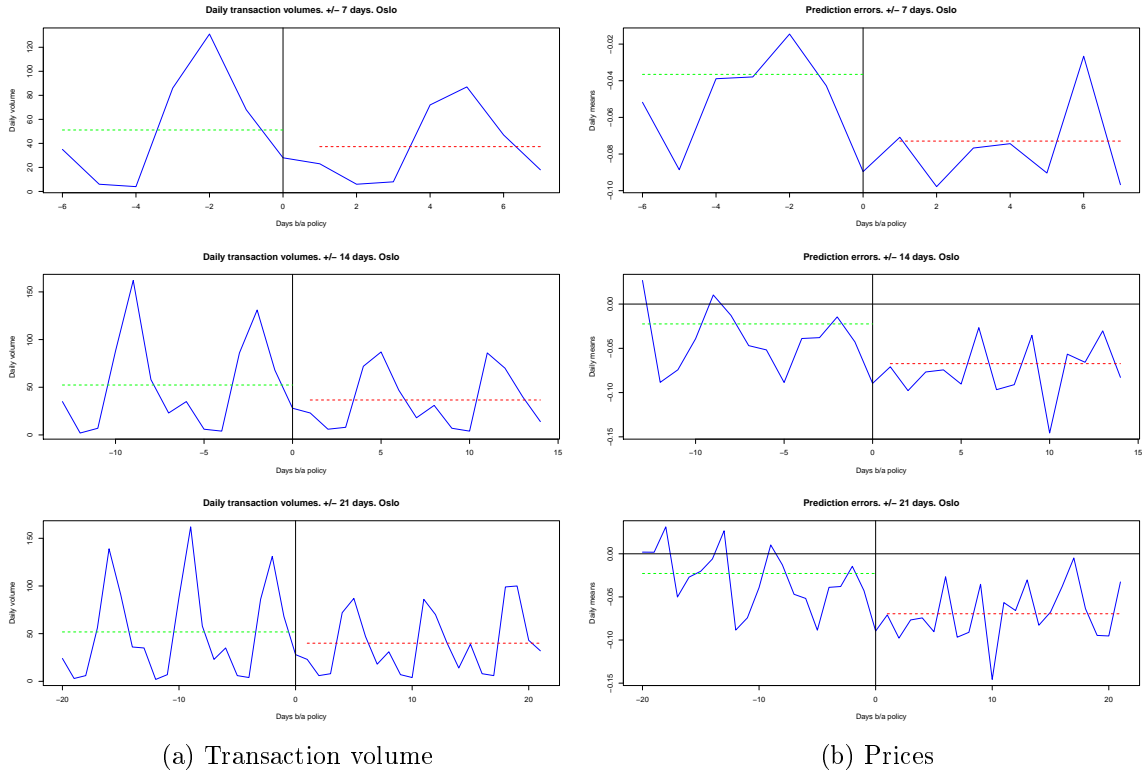 Daily transaction volumes. +/− 7 days. Oslo
Daily volume
0 20 40 60 80 100 120
−6 −4 −2 0 2 4 6
Days b/a policy
Prediction errors. +/− 7 days. Oslo
Daily means
−0.10 −0.08 −0.06 −0.04 −0.02
−6 −4 −2 0 2 4 6
Days b/a policy
Daily transaction volumes. +/− 14 days. Oslo
Daily volume
0 50 100 150
−10 −5 0 5 10 15
Days b/a policy
Prediction errors. +/− 14 days. Oslo
Daily means
−0.15 −0.10 −0.05 0.00
−10 −5 0 5 10 15
Days b/a policy
Daily transaction volumes. +/− 21 days. Oslo
Daily volume
0 50 100 150
−20 −10 0 10 20
Days b/a policy
Prediction errors. +/− 21 days. Oslo
Daily means
−0.15 −0.10 −0.05 0.00
−20 −10 0 10 20
Days b/a policy
(a) Transaction volume
(b) Prices